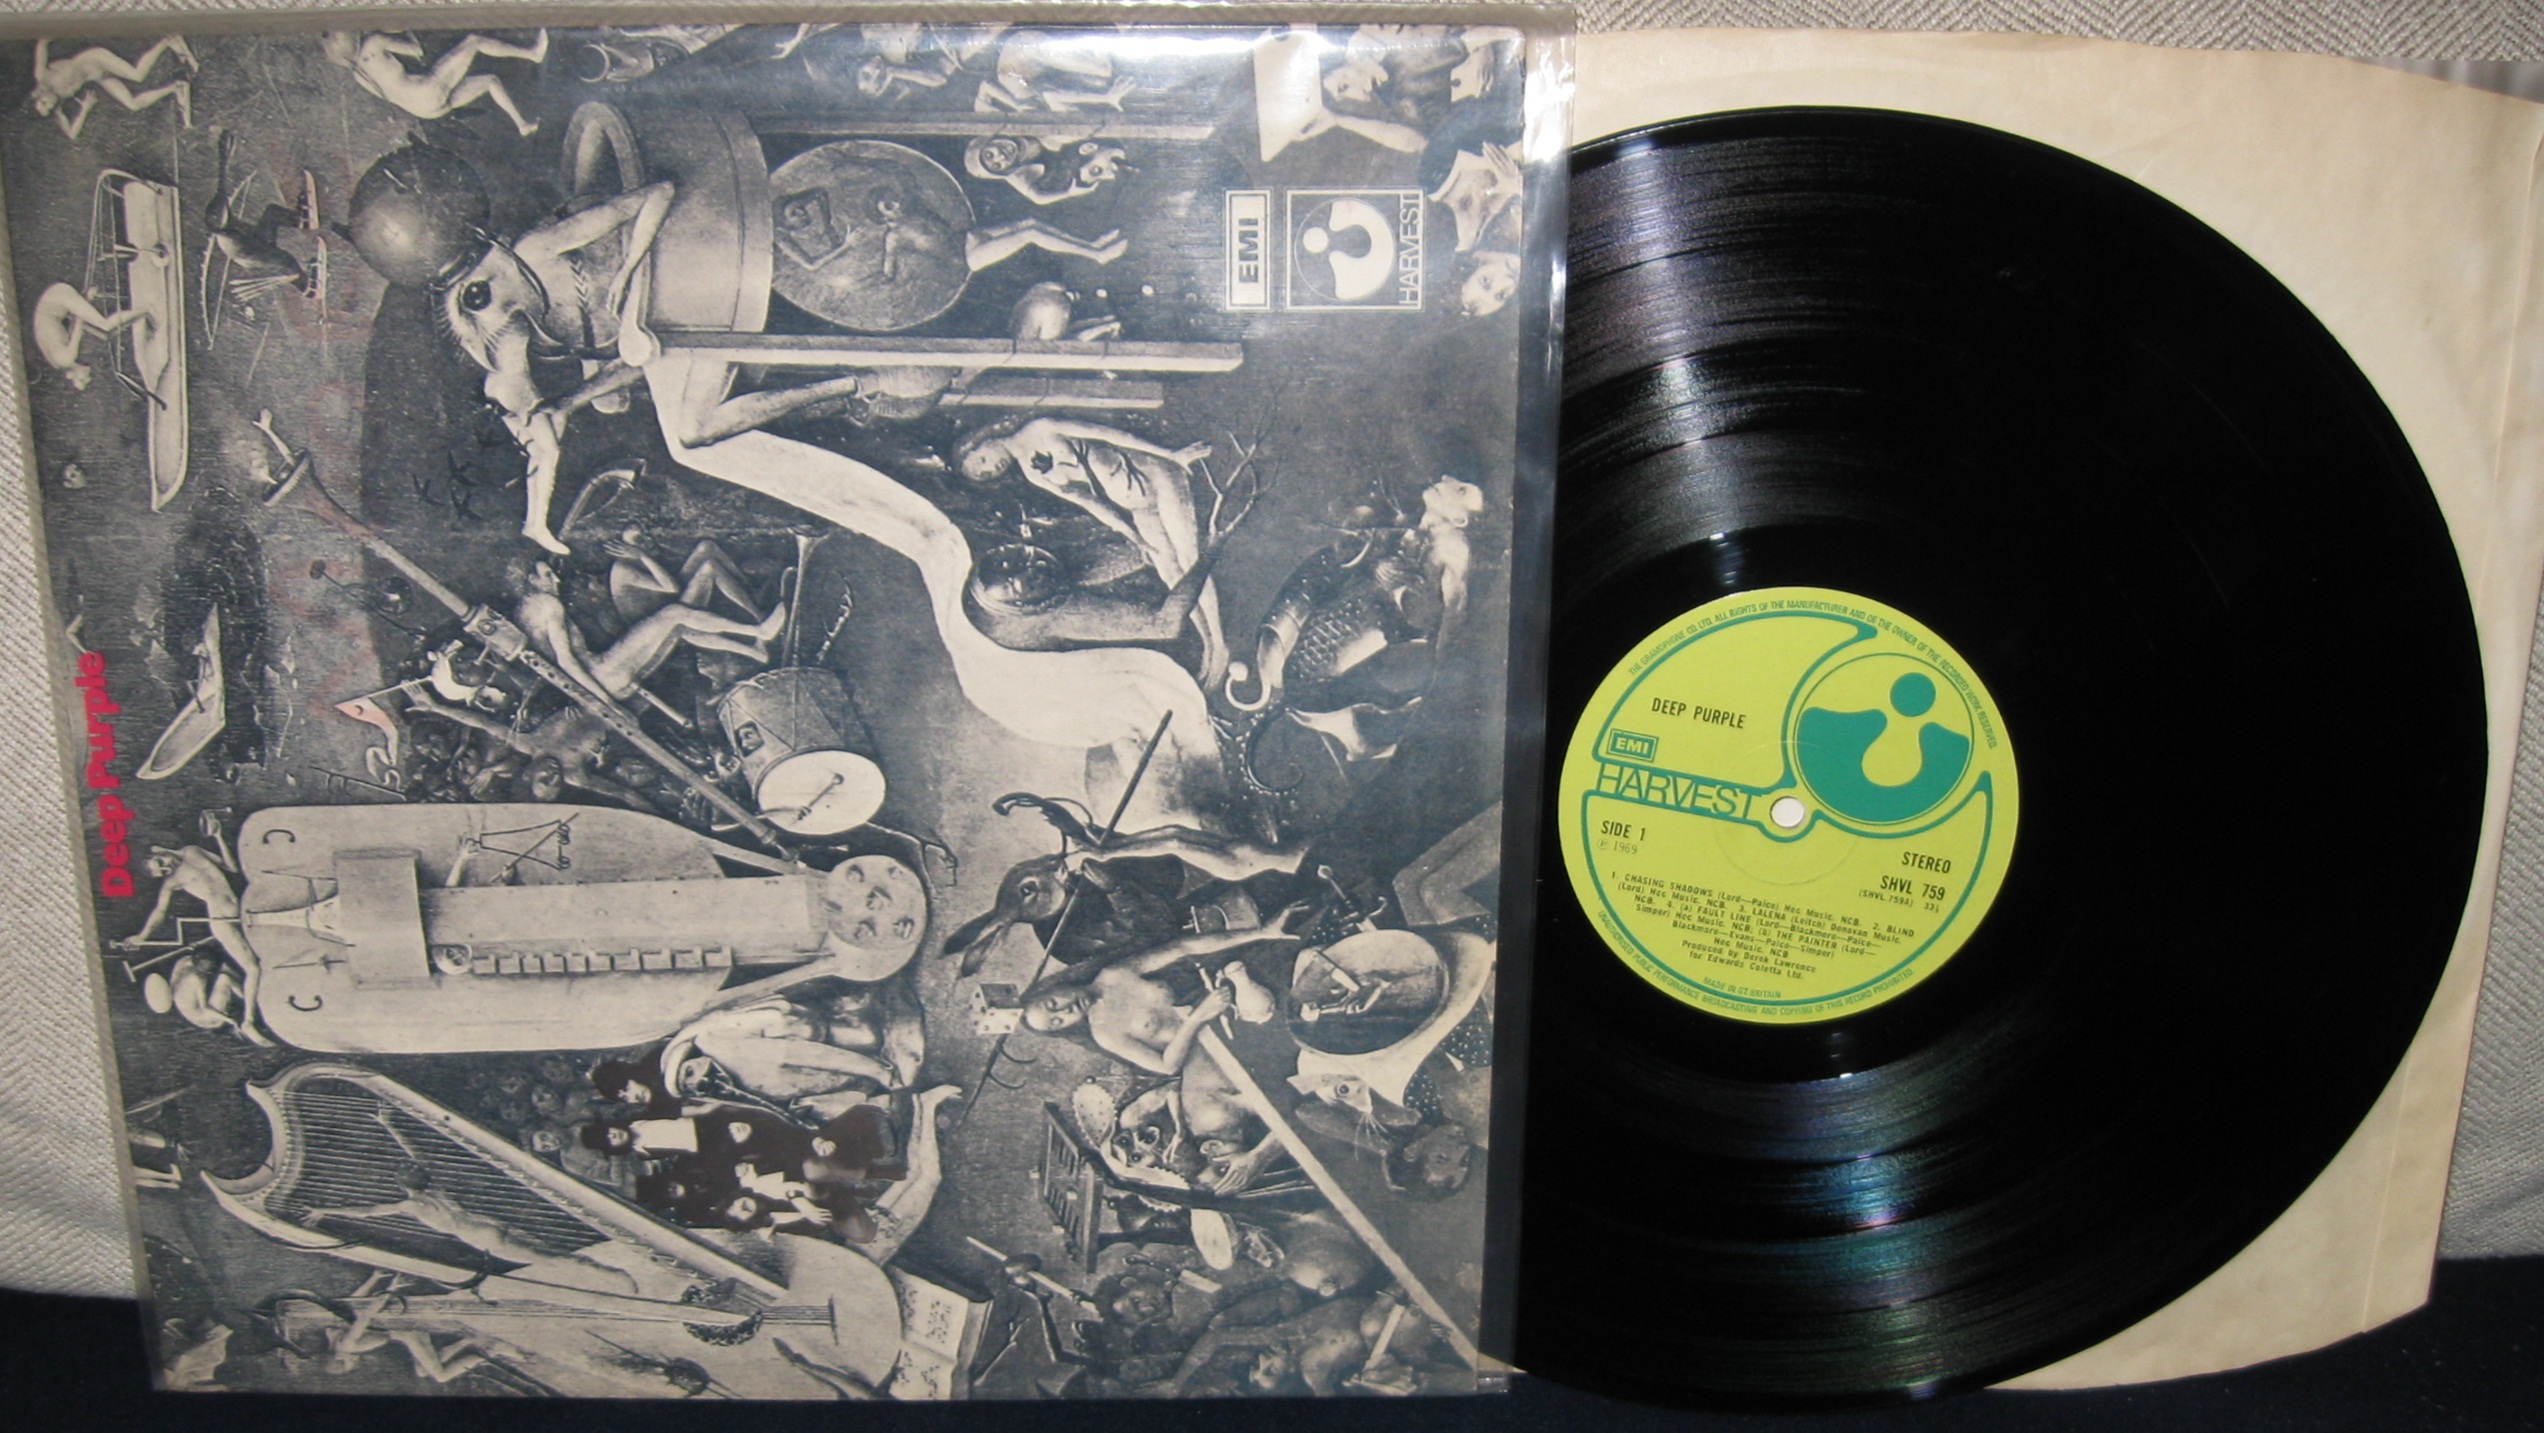 Deep Purple
EMI
HARVEST
THE GRAMOPHONE CO. LTD. ALL RIGHTS OF THE MANUFACTURER AND OF THE OWNER OF THE RECORDED WORK RESERVED.
DEEP PURPLE
EMI
HARVEST
SIDE 1
℗ 1969
STEREO
SHVL 759
(SHVL.759A) 33⅓
1. CHASING SHADOWS (Lord—Paice) Hec Music. NCB. 2. BLIND
(Lord) Hec Music. NCB. 3. LALENA (Leitch) Donovan Music.
NCB. 4. (a) FAULT LINE (Lord—Blackmore—Paice—
Simper) Hec Music. NCB; (b) THE PAINTER (Lord—
Blackmore—Evans—Paice—Simper)
Hec Music. NCB
Produced by Derek Lawrence
for Edwards Coletta Ltd.
MADE IN GT. BRITAIN
UNAUTHORISED PUBLIC PERFORMANCE BROADCASTING AND COPYING OF THIS RECORD PROHIBITED.